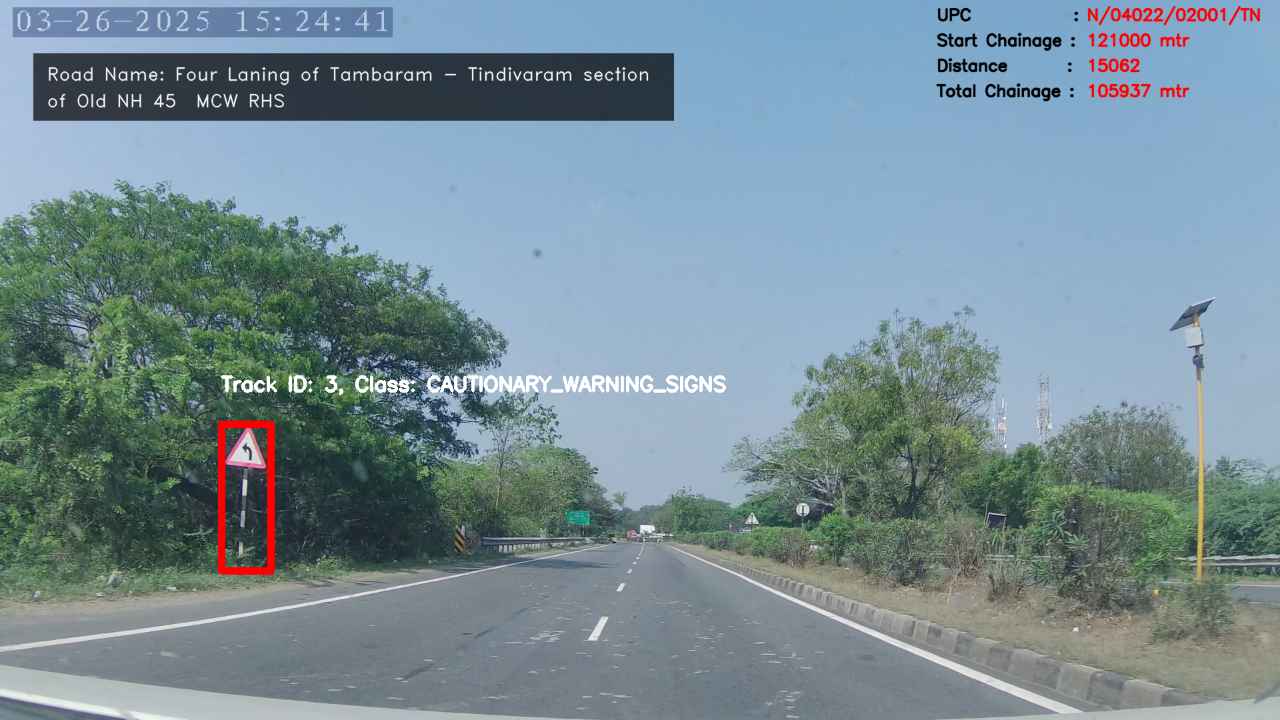 03-26-2025 15:24:41
UPC : N/04022/02001/TN
Start Chainage : 121000 mtr
Distance : 15062
Total Chainage : 105937 mtr
Road Name: Four Laning of Tambaram - Tindivaram section
of Old NH 45 MCW RHS
Track ID: 3, Class: CAUTIONARY_WARNING_SIGNS